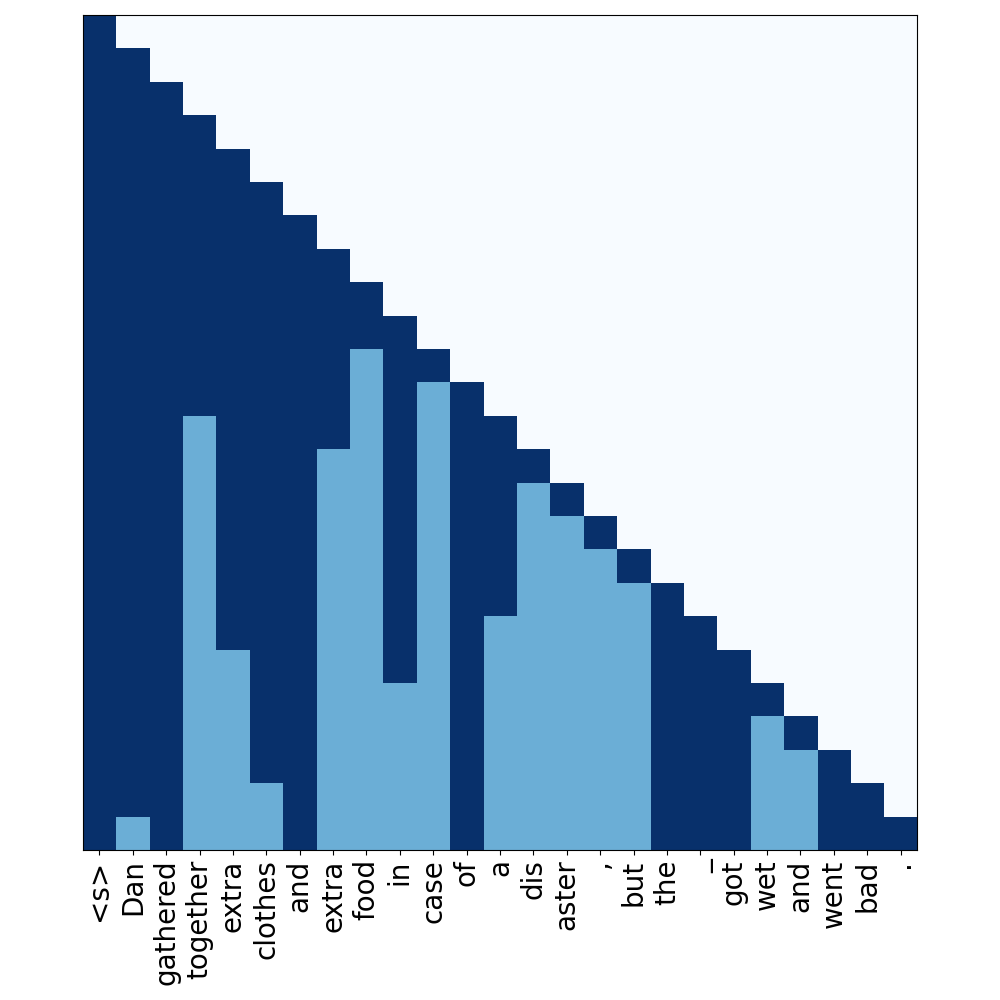 <s> Dan gathered together extra clothes and extra food in case of a dis aster , but the _ got wet and went bad .